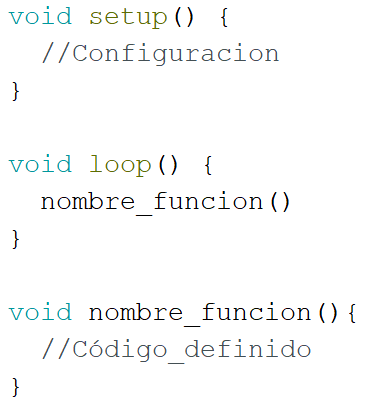 void setup() {
  //Configuracion
}
void loop() {
  nombre_funcion()
}
void nombre_funcion(){
  //Código_definido
}